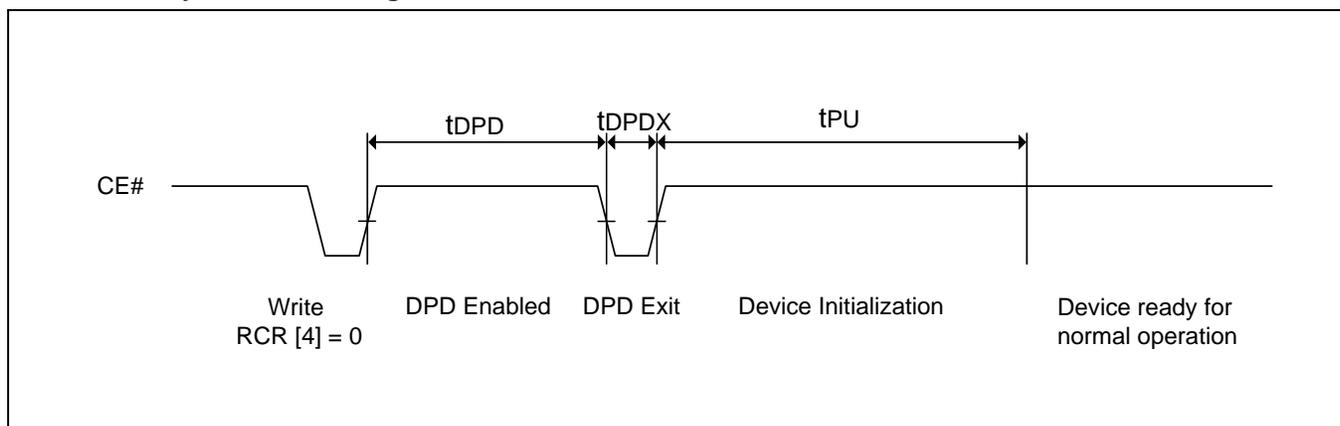 tDPD
tDPDX
tPU
CE#
Write
RCR [4] = 0
DPD Enabled
DPD Exit
Device Initialization
Device ready for
normal operation